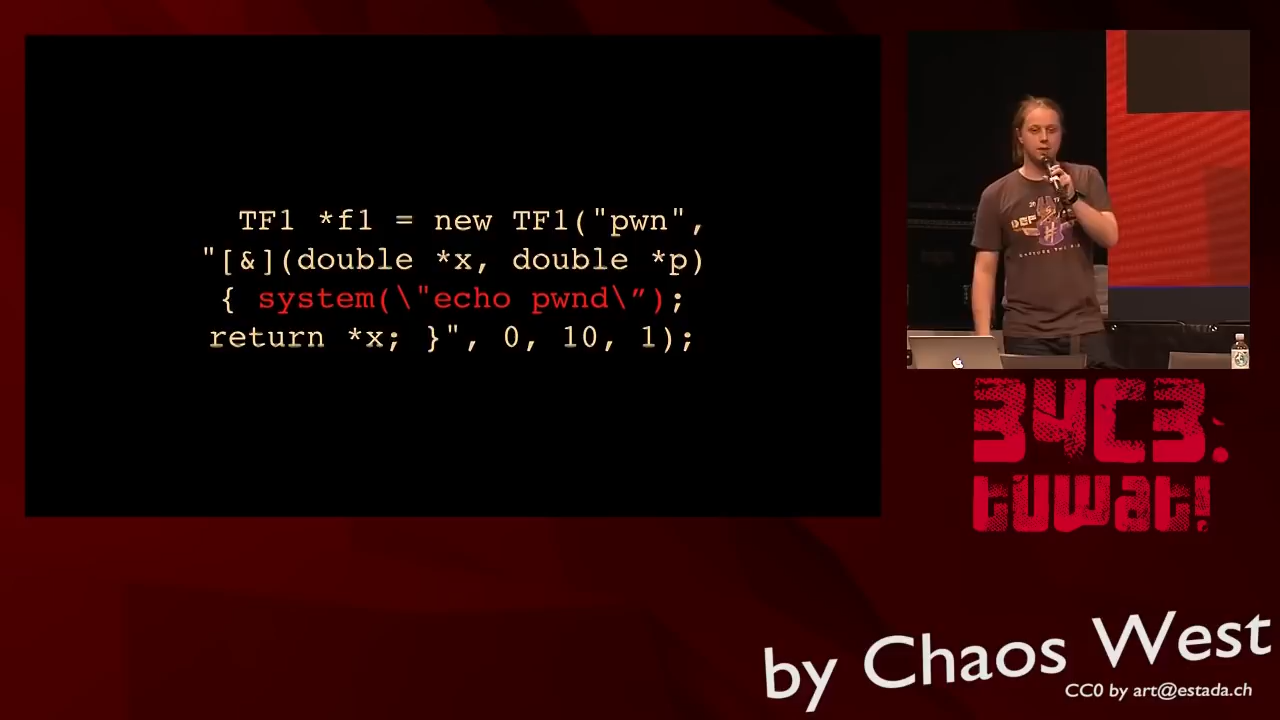 TF1 *f1 = new TF1("pwn",
"[&](double *x, double *p)
{ system(\"echo pwnd\”);
return *x; }", 0, 10, 1);
34C3:
tuwat!
by Chaos West
CC0 by art@estada.ch